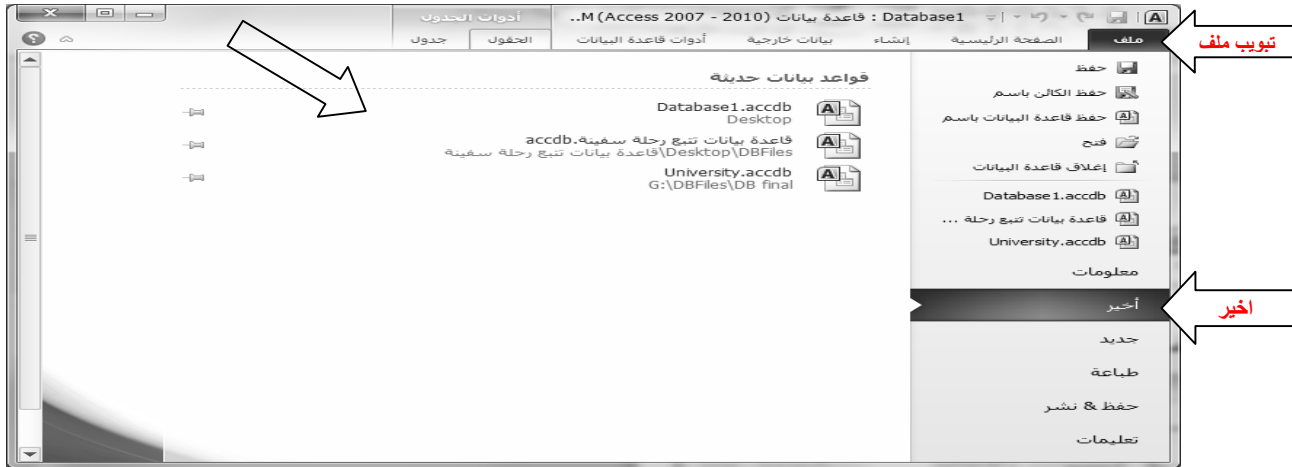 Database1 : قاعدة بيانات (Access 2007 - 2010) M..
أدوات الجدول
ملف
الصفحة الرئيسية
إنشاء
بيانات خارجية
أدوات قاعدة البيانات
الحقول
جدول
تبويب ملف
حفظ
حفظ الكائن باسم
حفظ قاعدة البيانات باسم
فتح
إغلاق قاعدة البيانات
Database1.accdb
قاعدة بيانات تتبع رحلة ...
University.accdb
معلومات
أخير
اخير
جديد
طباعة
حفظ & نشر
تعليمات
قواعد بيانات حديثة
Database1.accdb
Desktop
قاعدة بيانات تتبع رحلة سفينة.accdb
Desktop\DBFiles\قاعدة بيانات تتبع رحلة سفينة
University.accdb
G:\DBFiles\DB final